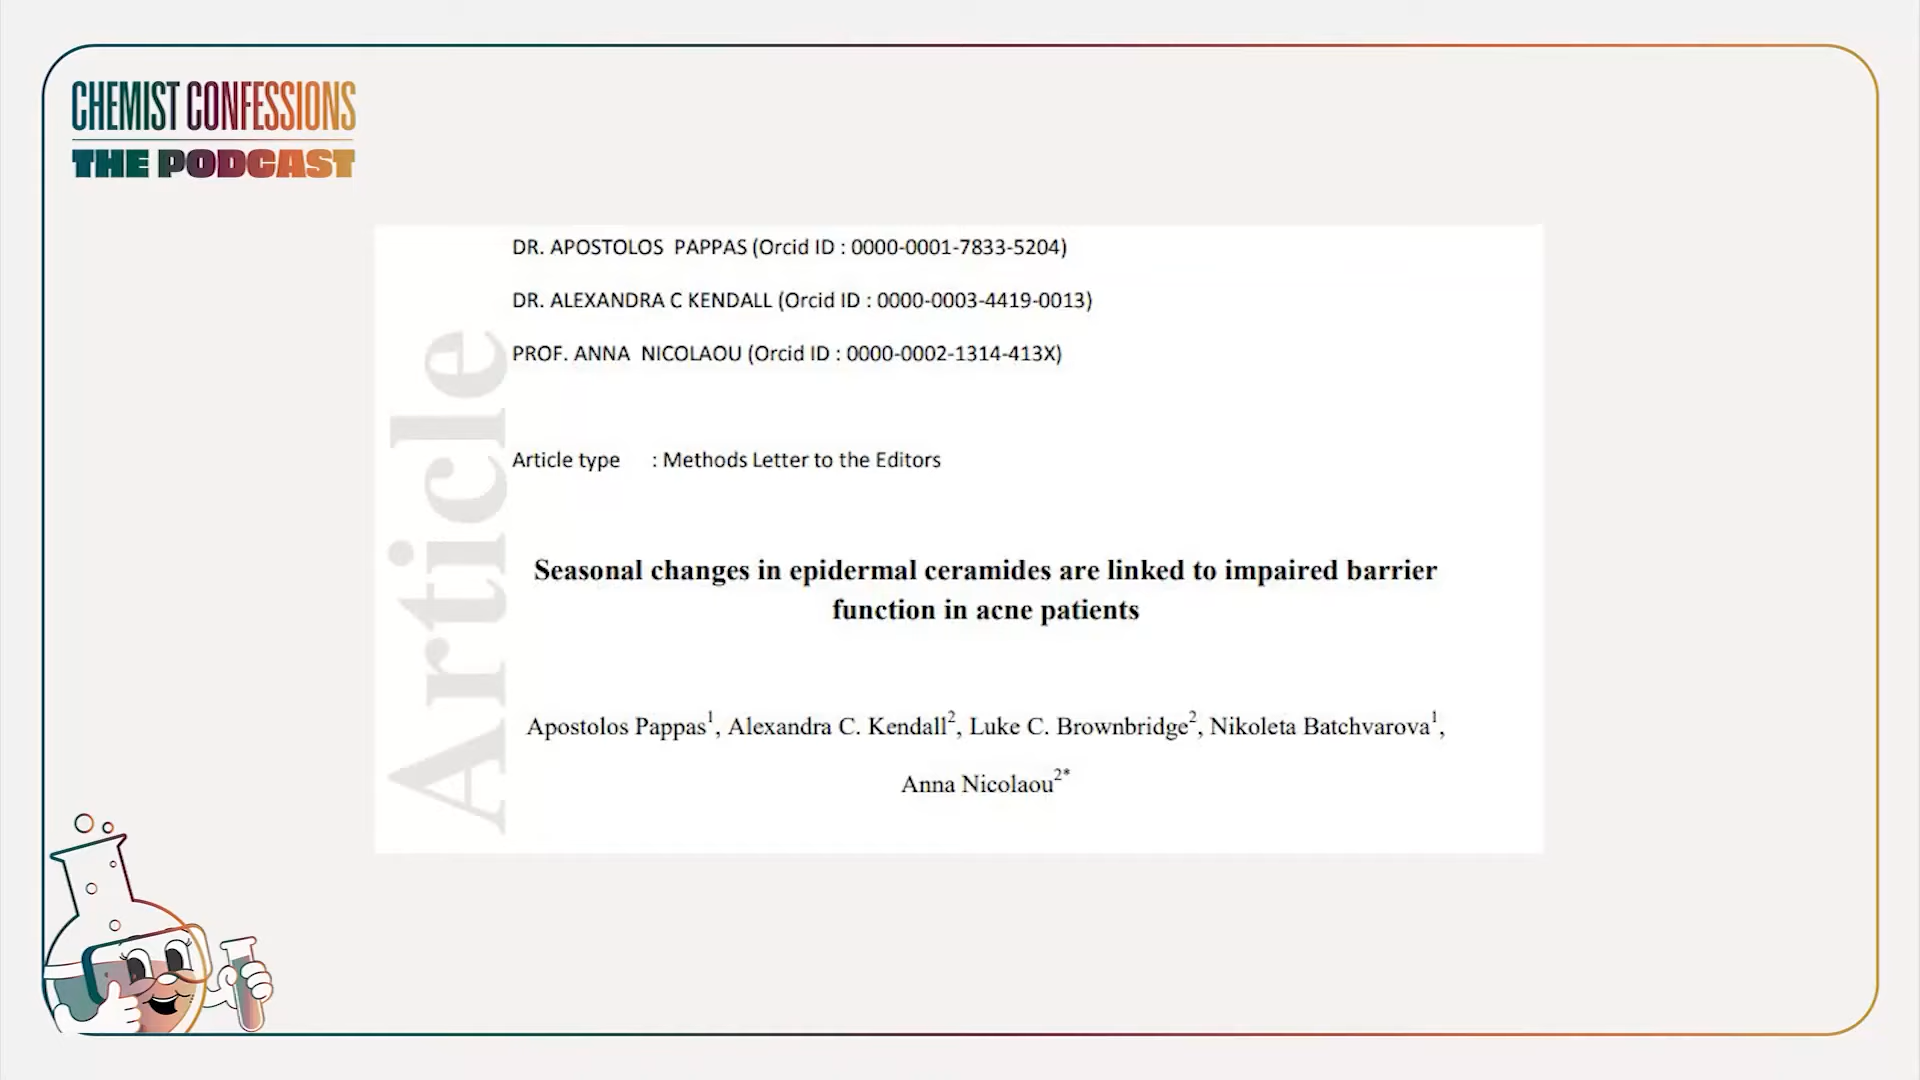 CHEMIST CONFESSIONS
THE PODCAST
DR. APOSTOLOS PAPPAS (Orcid ID : 0000-0001-7833-5204)
DR. ALEXANDRA C KENDALL (Orcid ID : 0000-0003-4419-0013)
PROF. ANNA NICOLAOU (Orcid ID : 0000-0002-1314-413X)
Article type : Methods Letter to the Editors
Seasonal changes in epidermal ceramides are linked to impaired barrier
function in acne patients
Apostolos Pappas1, Alexandra C. Kendall2, Luke C. Brownbridge2, Nikoleta Batchvarova1,
Anna Nicolaou2*
Article